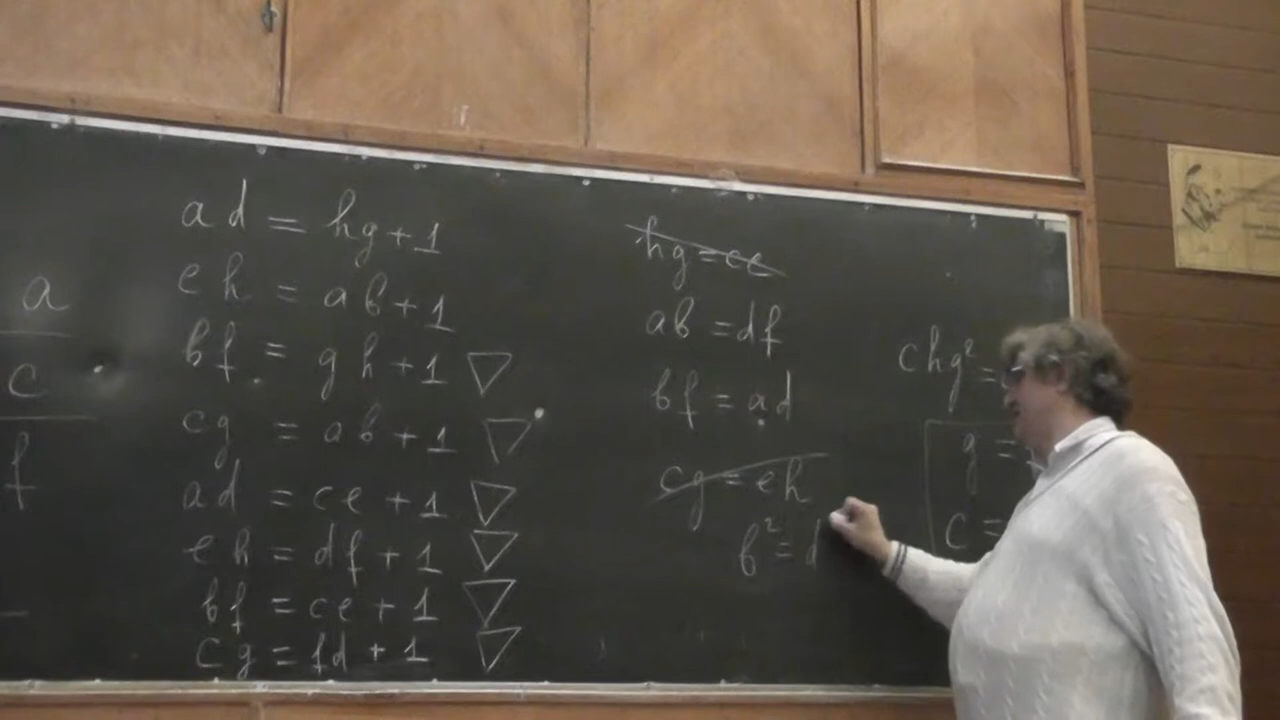 a
c
f
ad = hg + 1
eh = ab + 1
bf = gh + 1 ▽
cg = ab + 1 ▽
ad = ce + 1 ▽
eh = df + 1 ▽
bf = ce + 1 ▽
cg = fd + 1 ▽
hg = ce
ab = df
bf = ad
cg = eh
b² = d
chg² =
g =
c =